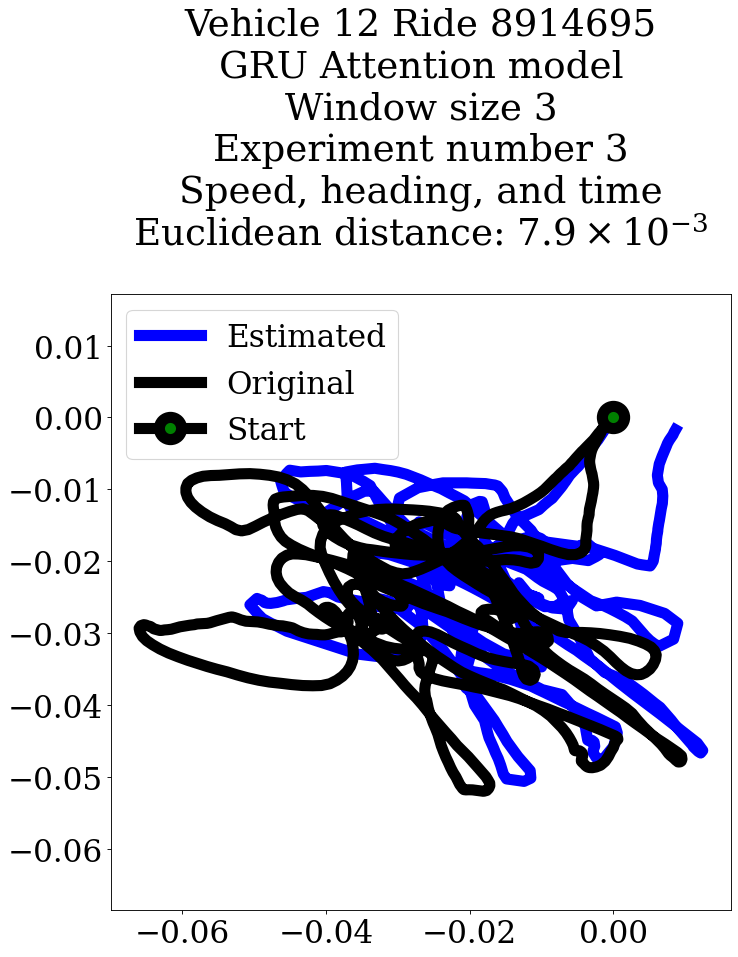 Vehicle 12 Ride 8914695
GRU Attention model
Window size 3
Experiment number 3
Speed, heading, and time
Euclidean distance: 7.9 × 10⁻³
Estimated
Original
Start
0.01
0.00
−0.01
−0.02
−0.03
−0.04
−0.05
−0.06
−0.06 −0.04 −0.02 0.00